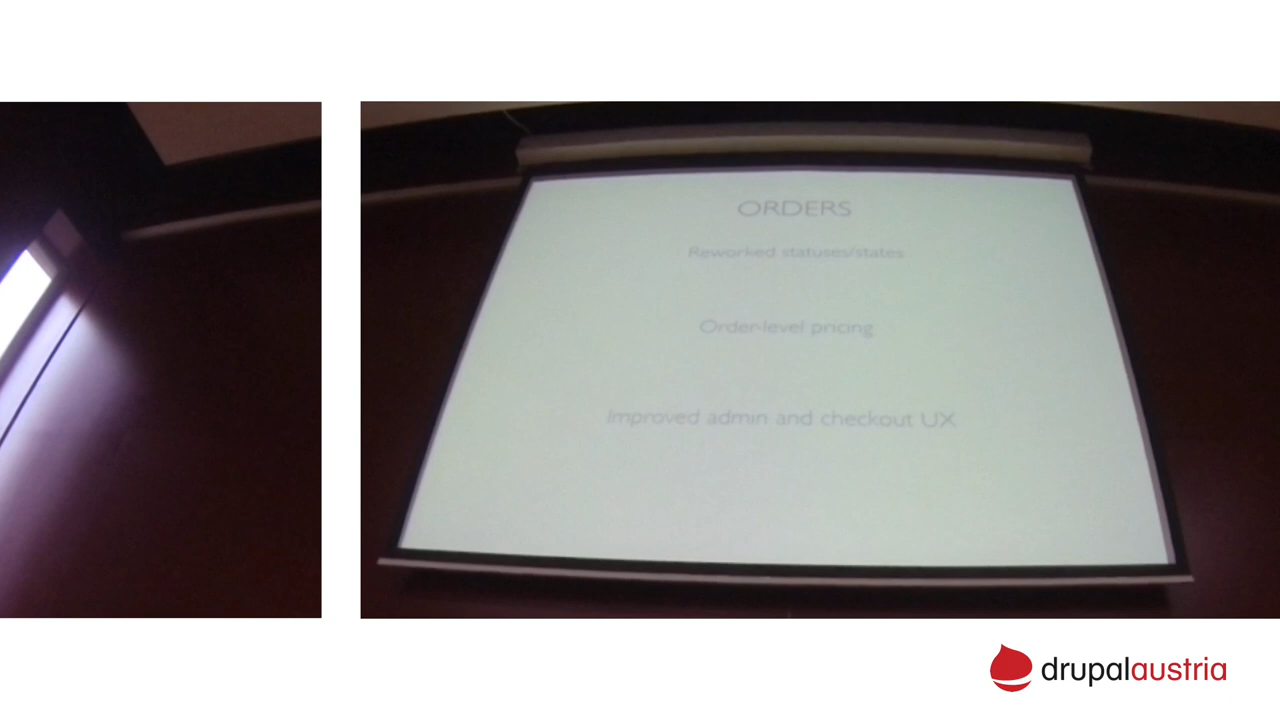 ORDERS
Reworked statuses/states
Order-level pricing
Improved admin and checkout UX
drupalaustria